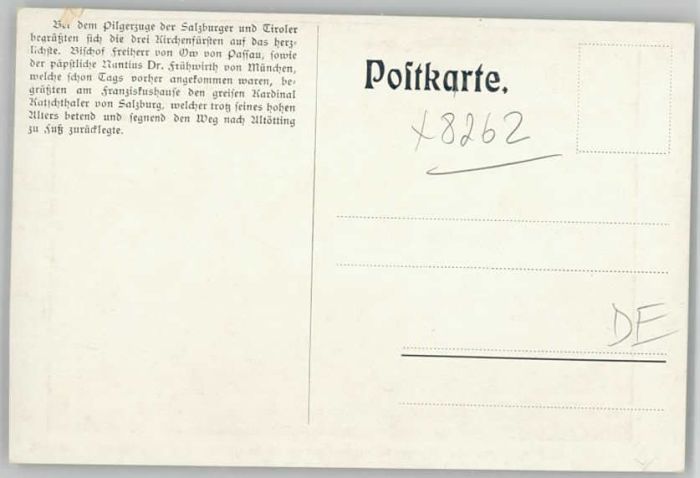 Bei dem Pilgerzuge der Salzburger und Tiroler
begrüßten sich die drei Kirchenfürsten auf das herz-
lichste. Bischof Freiherr von Ow von Passau, sowie
der päpstliche Nuntius Dr. Frühwirth von München,
welche schon Tags vorher angekommen waren, be-
grüßten am Franziskushause den greisen Kardinal
Katschthaler von Salzburg, welcher trotz seines hohen
Alters betend und segnend den Weg nach Altötting
zu Fuß zurücklegte.
Postkarte.
x8262
DE